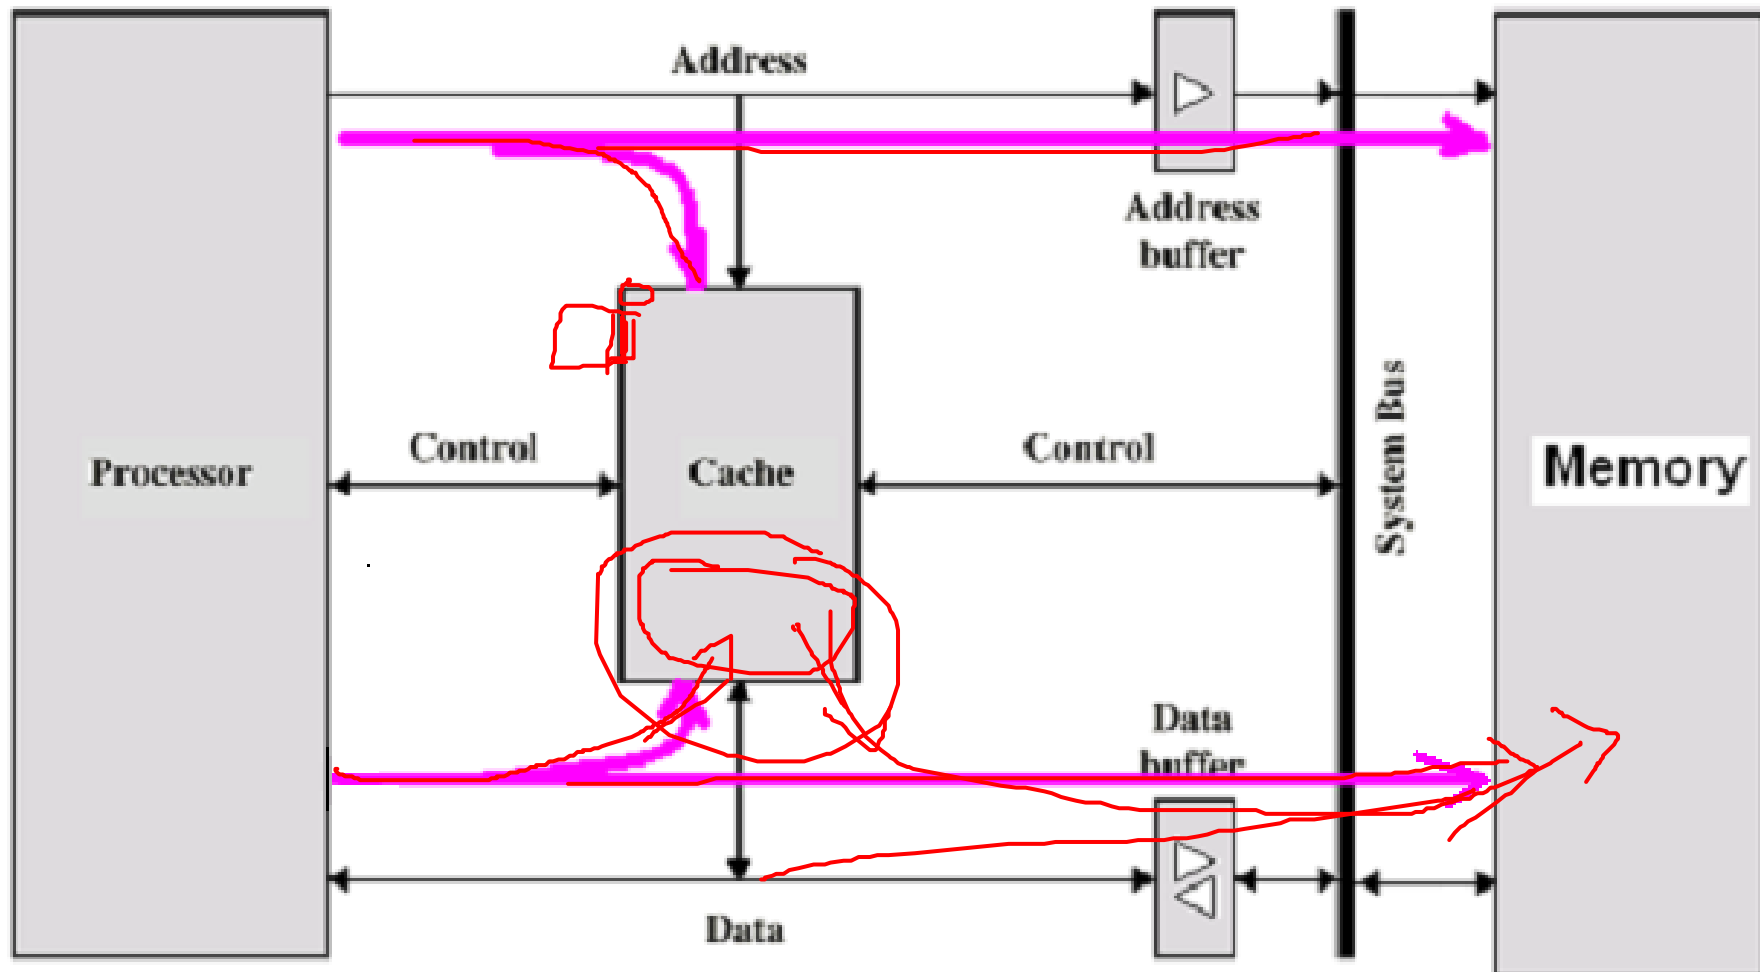 Address
Address
buffer
Processor
Control
Cache
Control
System Bus
Memory
Data
buffer
Data